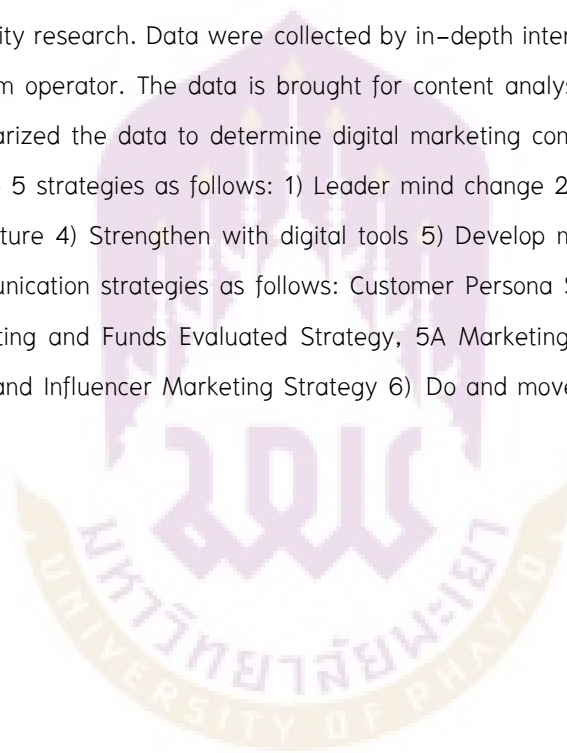 ity research. Data were collected by in-depth inter
m operator. The data is brought for content analys
arized the data to determine digital marketing con
5 strategies as follows: 1) Leader mind change 2
ture 4) Strengthen with digital tools 5) Develop n
unication strategies as follows: Customer Persona S
ting and Funds Evaluated Strategy, 5A Marketing
and Influencer Marketing Strategy 6) Do and move
มหาวิทยาลัยพะเยา
UNIVERSITY OF PHAYAO